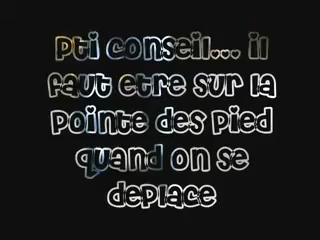 Pti conseil... il
faut etre sur la
pointe des pied
quand on se
deplace